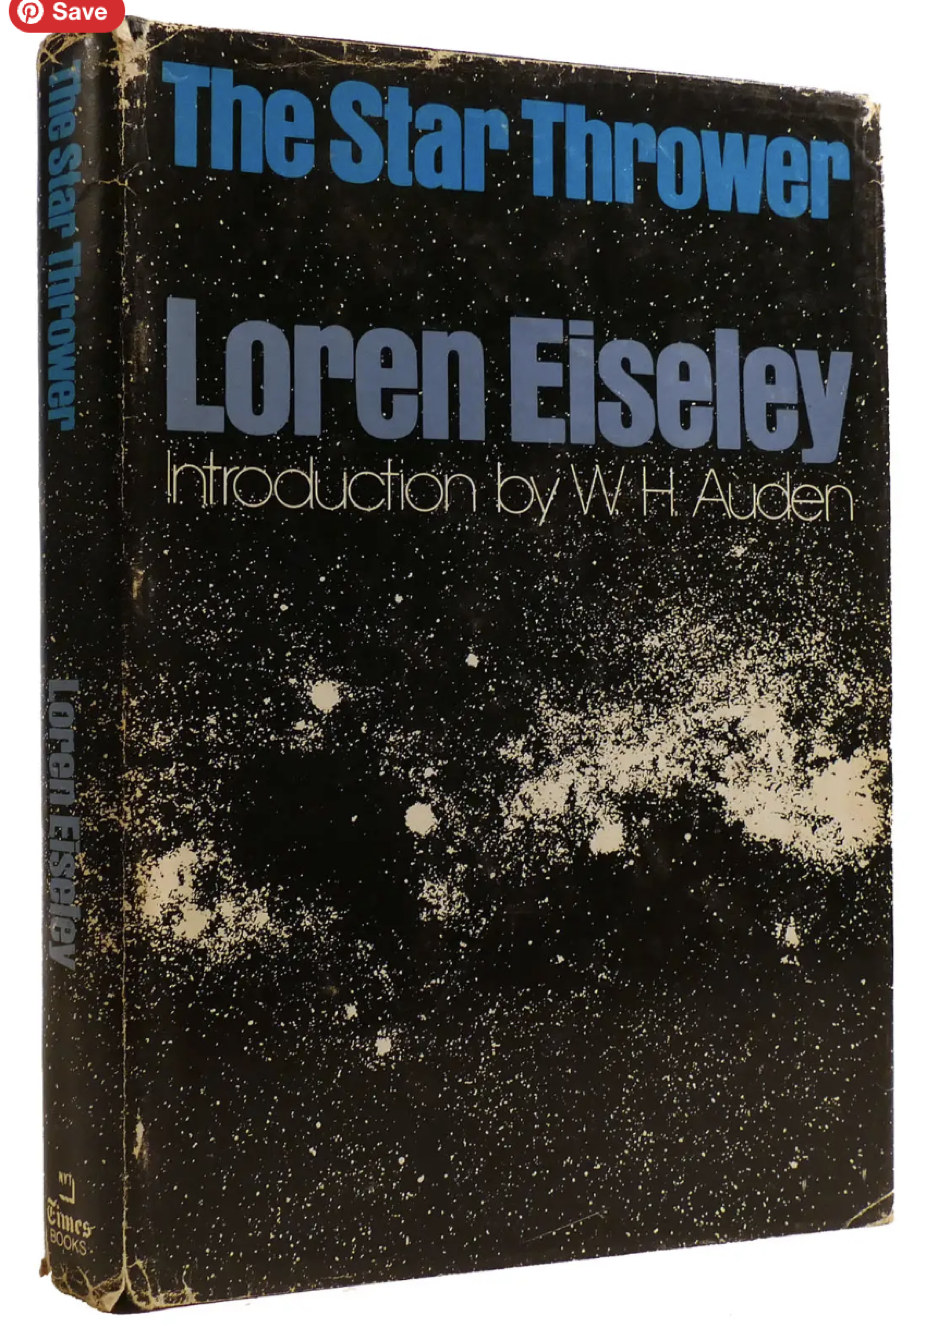 Save
The Star Thrower
Loren Eiseley
Introduction by W. H. Auden
The Star Thrower
Loren Eiseley
NYT
Times
BOOKS